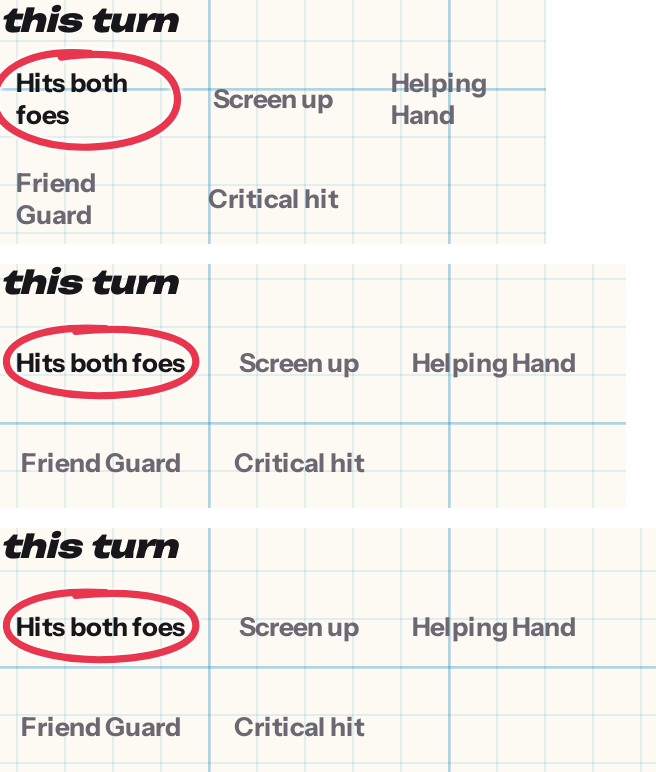 this turn
Hits both
foes
Screen up
Helping
Hand
Friend
Guard
Critical hit
this turn
Hits both foes
Screen up
Helping Hand
Friend Guard
Critical hit
this turn
Hits both foes
Screen up
Helping Hand
Friend Guard
Critical hit